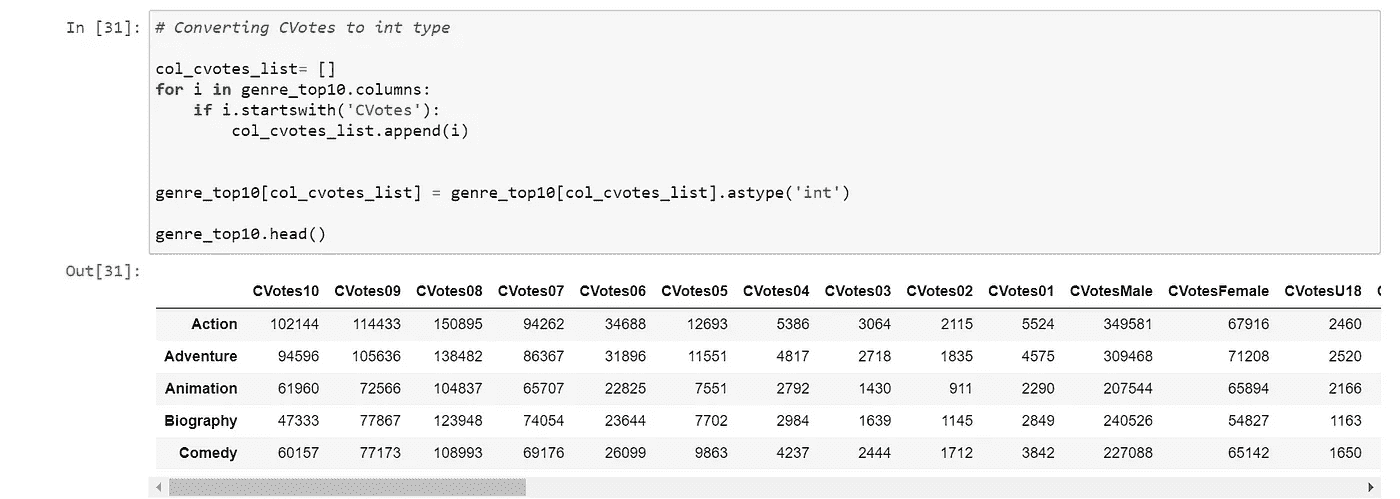 In [31]: # Converting CVotes to int type
col_cvotes_list= []
for i in genre_top10.columns:
    if i.startswith('CVotes'):
        col_cvotes_list.append(i)
genre_top10[col_cvotes_list] = genre_top10[col_cvotes_list].astype('int')
genre_top10.head()
Out[31]:
CVotes10 CVotes09 CVotes08 CVotes07 CVotes06 CVotes05 CVotes04 CVotes03 CVotes02 CVotes01 CVotesMale CVotesFemale CVotesU18
Action 102144 114433 150895 94262 34688 12693 5386 3064 2115 5524 349581 67916 2460
Adventure 94596 105636 138482 86367 31896 11551 4817 2718 1835 4575 309468 71208 2520
Animation 61960 72566 104837 65707 22825 7551 2792 1430 911 2290 207544 65894 2166
Biography 47333 77867 123948 74054 23644 7702 2984 1639 1145 2849 240526 54827 1163
Comedy 60157 77173 108993 69176 26099 9863 4237 2444 1712 3842 227088 65142 1650